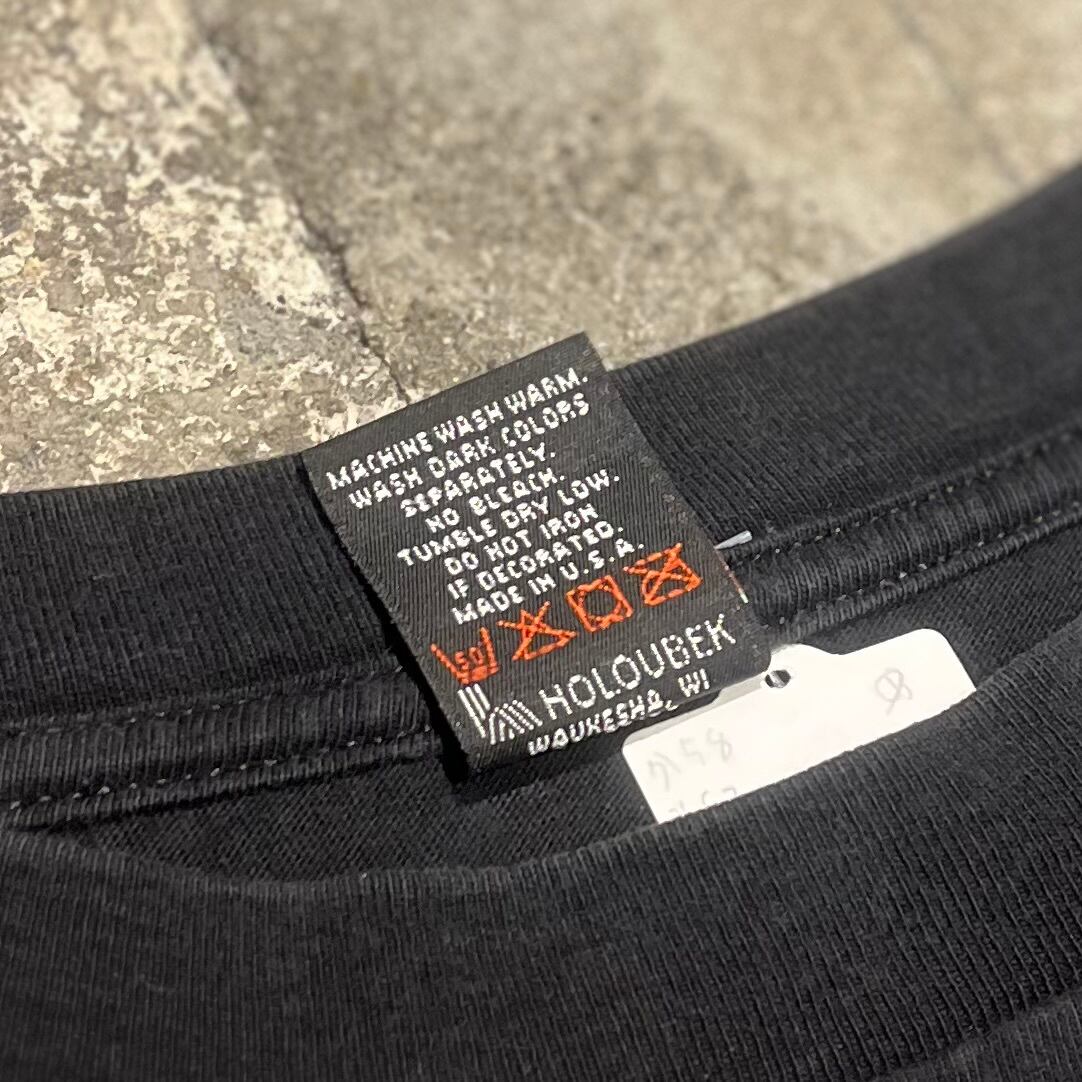 MACHINE WASH WARM.
WASH DARK COLORS
SEPARATELY.
NO BLEACH.
TUMBLE DRY LOW.
DO NOT IRON
IF DECORATED.
MADE IN U.S.A.
50
HOLOUBEK
WAUKESHA, WI